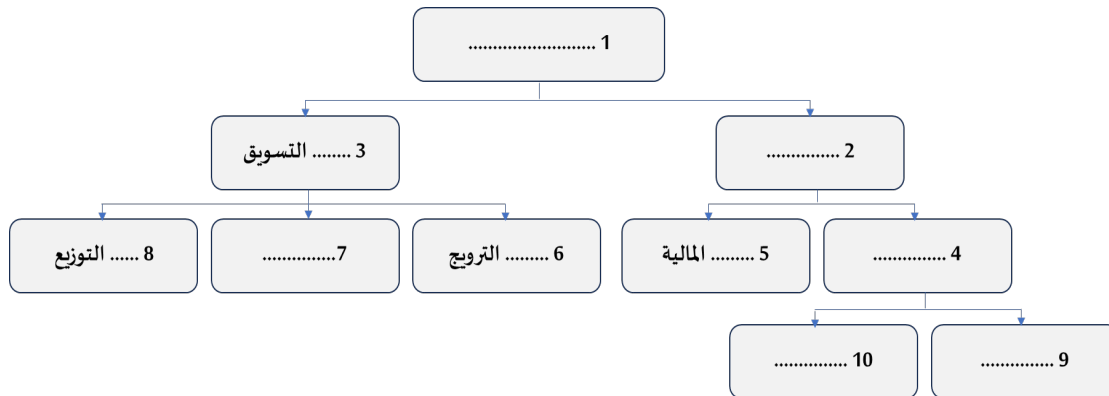 1 ..........................
2 ...............
3 ........ التسويق
4 ...............
5 ......... المالية
6 ......... الترويج
7...............
8 ...... التوزيع
9 ...............
10 ...............